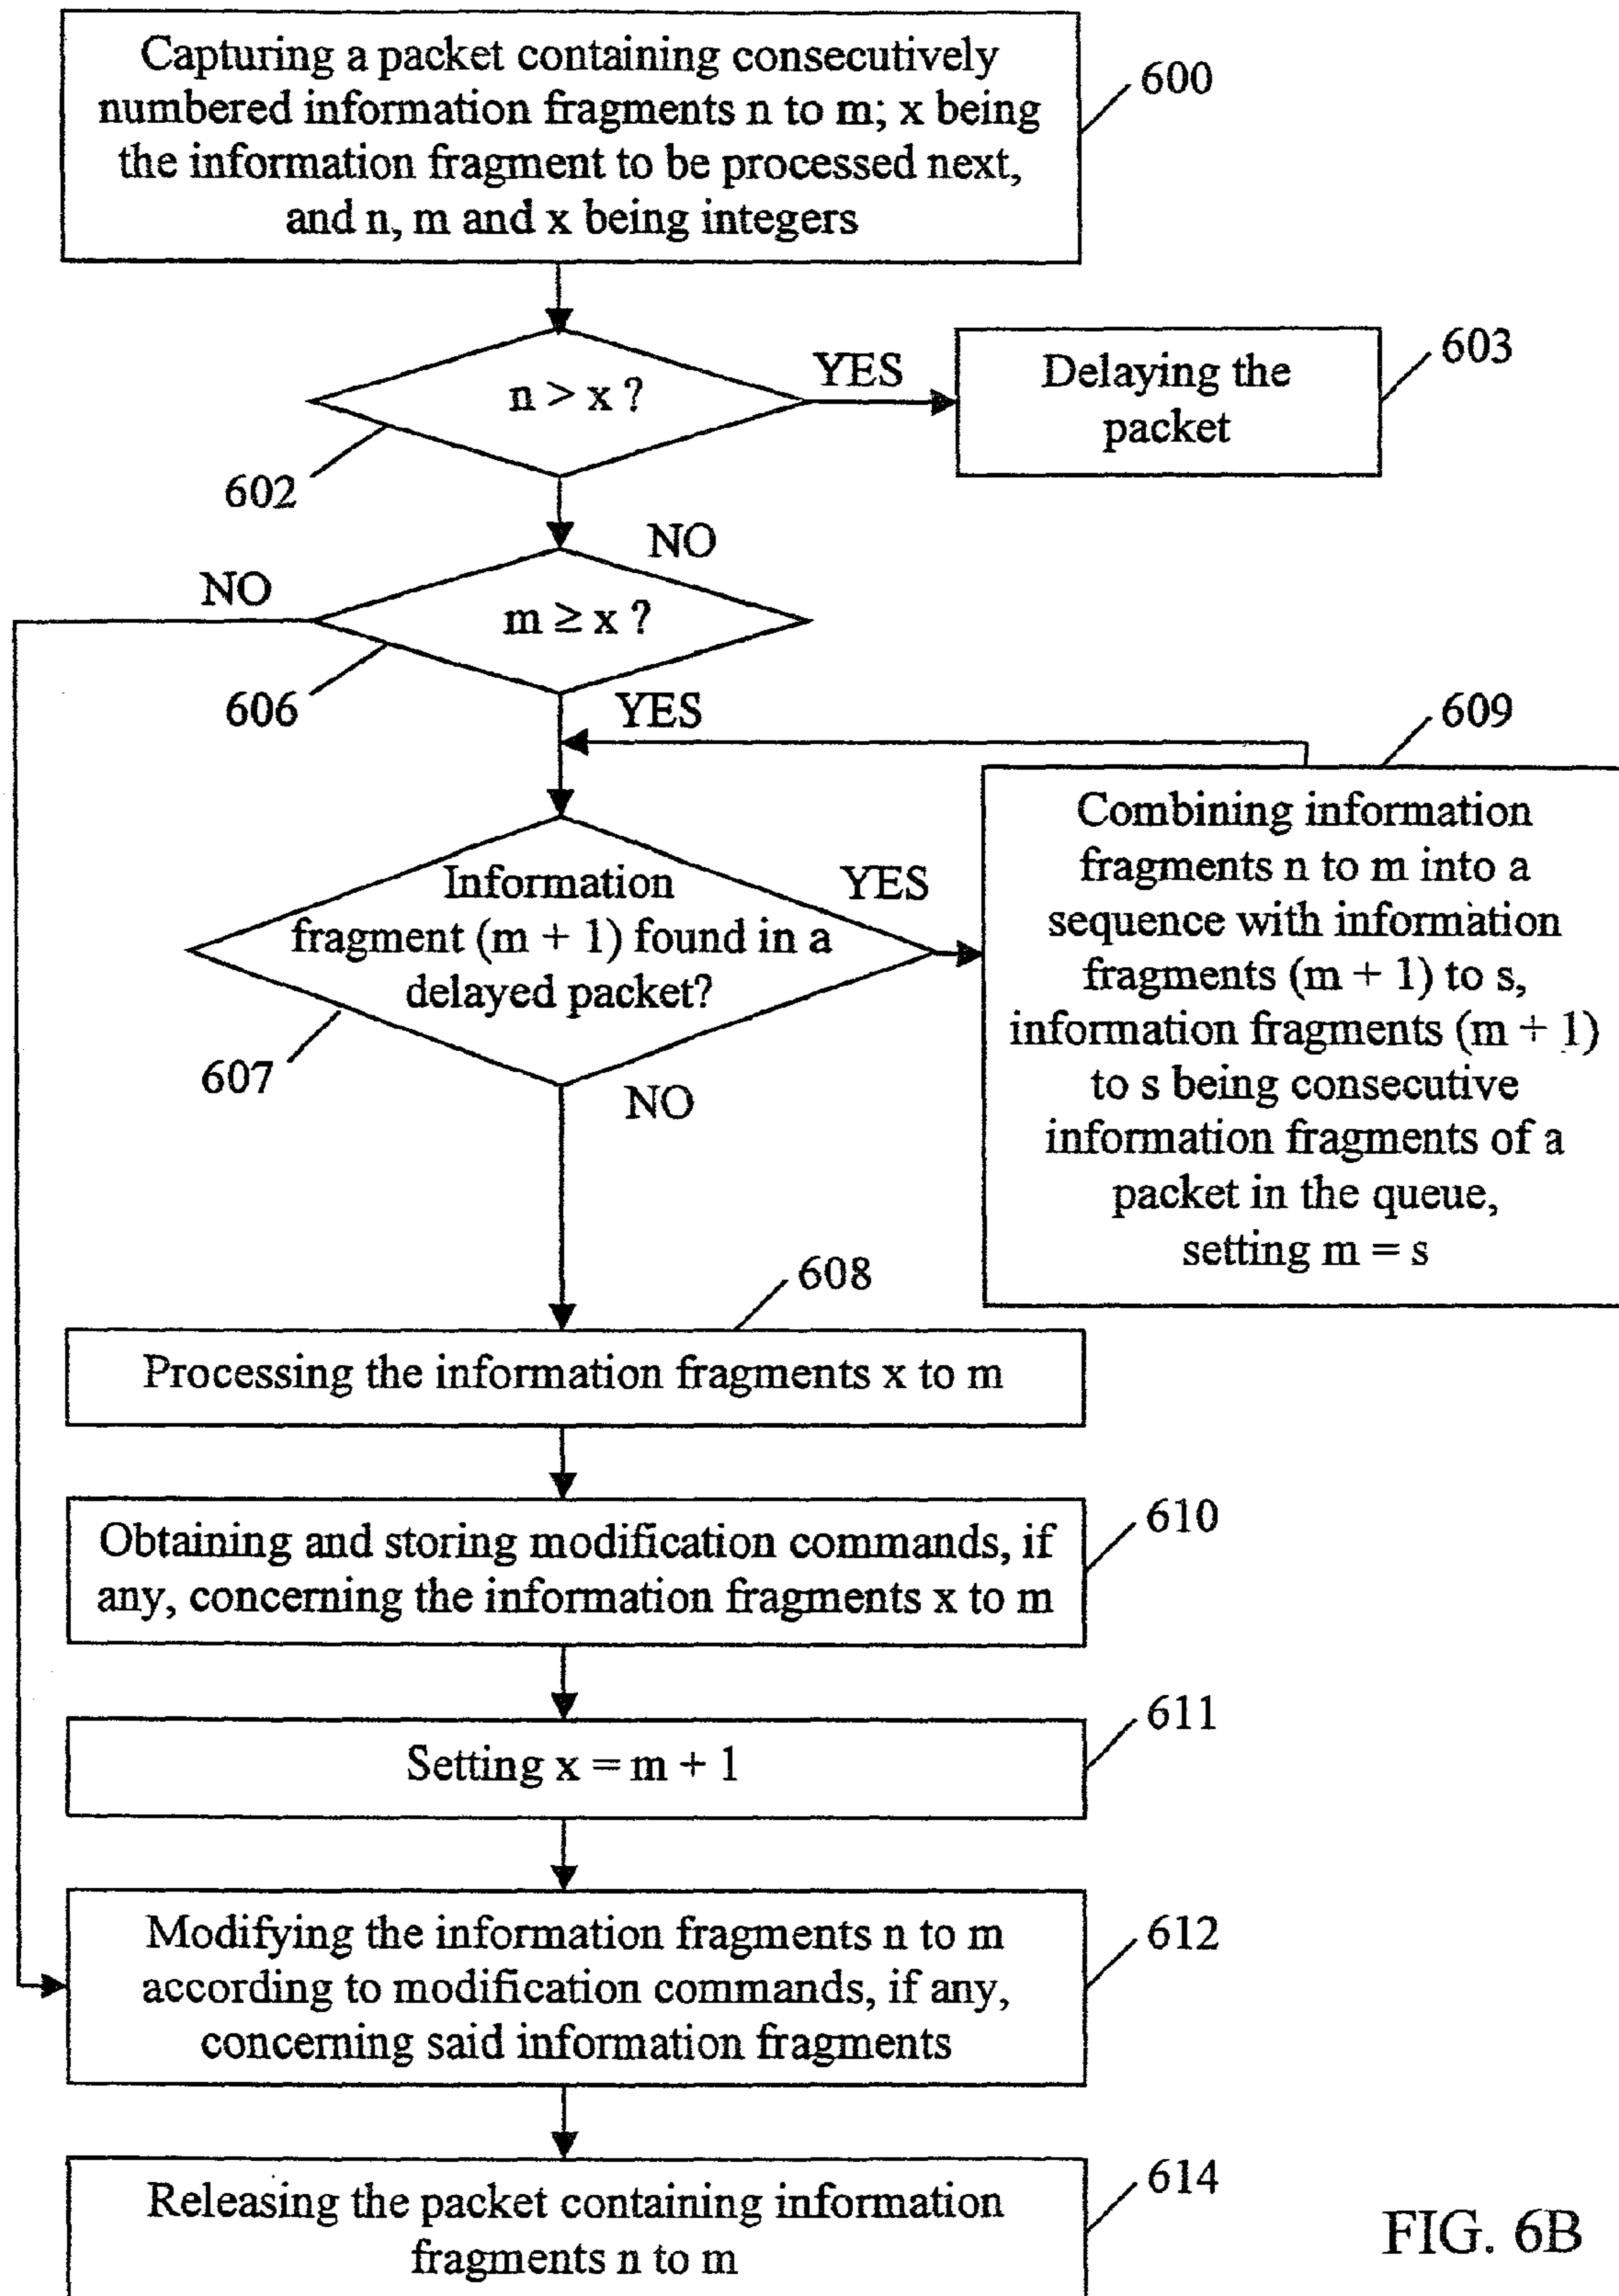 Capturing a packet containing consecutively
numbered information fragments n to m; x being
the information fragment to be processed next,
and n, m and x being integers
600
n > x ?
YES
602
Delaying the
packet
603
NO
NO
m ≥ x ?
606
YES
609
Information
fragment (m + 1) found in a
delayed packet?
YES
607
NO
Combining information
fragments n to m into a
sequence with information
fragments (m + 1) to s,
information fragments (m + 1)
to s being consecutive
information fragments of a
packet in the queue,
setting m = s
608
Processing the information fragments x to m
Obtaining and storing modification commands, if
any, concerning the information fragments x to m
610
Setting x = m + 1
611
Modifying the information fragments n to m
according to modification commands, if any,
concerning said information fragments
612
Releasing the packet containing information
fragments n to m
614
FIG. 6B